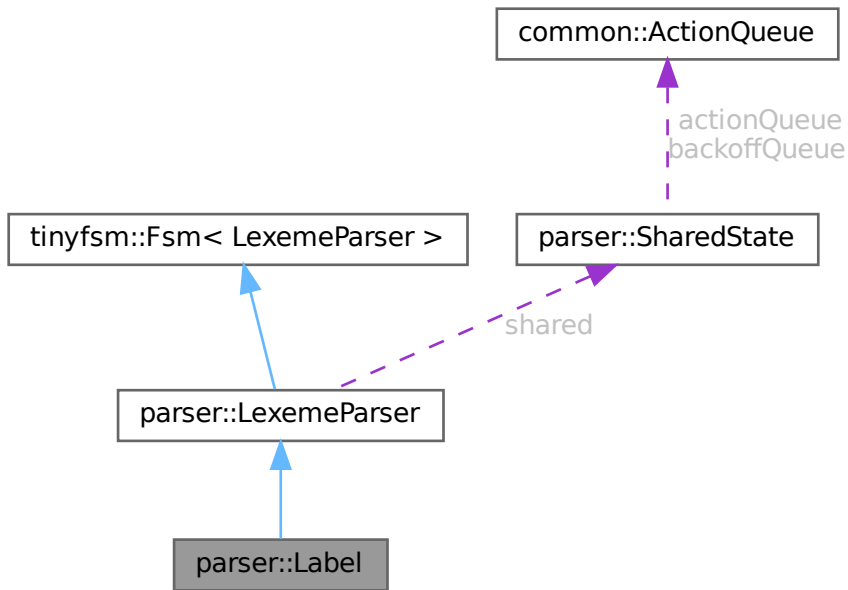 common::ActionQueue
actionQueue
backoffQueue
tinyfsm::Fsm< LexemeParser >
parser::SharedState
shared
parser::LexemeParser
parser::Label